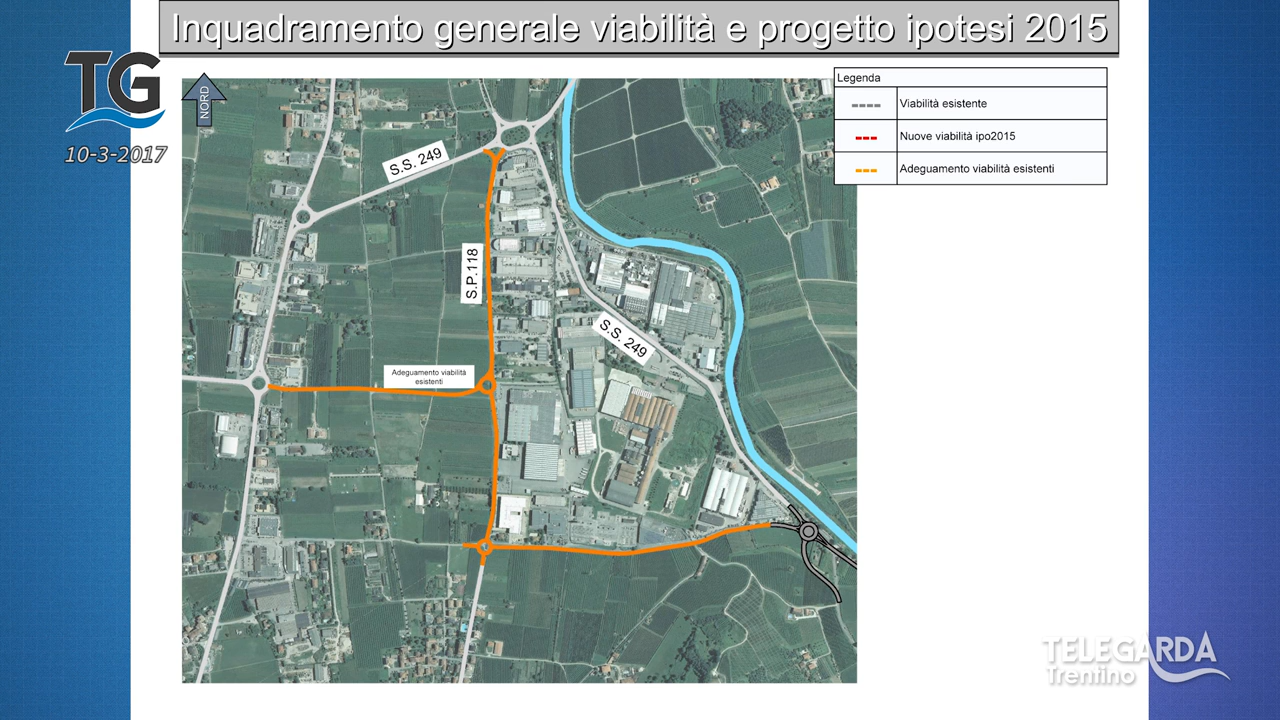 Inquadramento generale viabilità e progetto ipotesi 2015
TG
10-3-2017
NORD
Legenda
Viabilità esistente
Nuove viabilità ipo2015
Adeguamento viabilità esistenti
S.S. 249
S.P.118
S.S. 249
Adeguamento viabilità
esistenti
TELEGARDA
Trentino